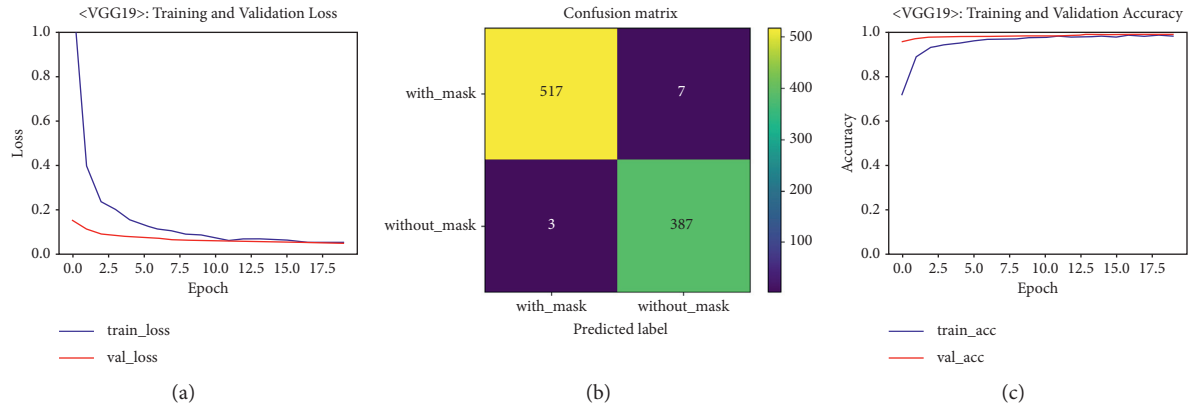 <VGG19>: Training and Validation Loss
1.0
0.8
0.6
0.4
0.2
0.0
Loss
0.0 2.5 5.0 7.5 10.0 12.5 15.0 17.5
Epoch
train_loss
val_loss
(a)
Confusion matrix
with_mask
without_mask
517 7
3 387
with_mask without_mask
Predicted label
500
400
300
200
100
(b)
<VGG19>: Training and Validation Accuracy
1.0
0.8
0.6
0.4
0.2
0.0
Accuracy
0.0 2.5 5.0 7.5 10.0 12.5 15.0 17.5
Epoch
train_acc
val_acc
(c)